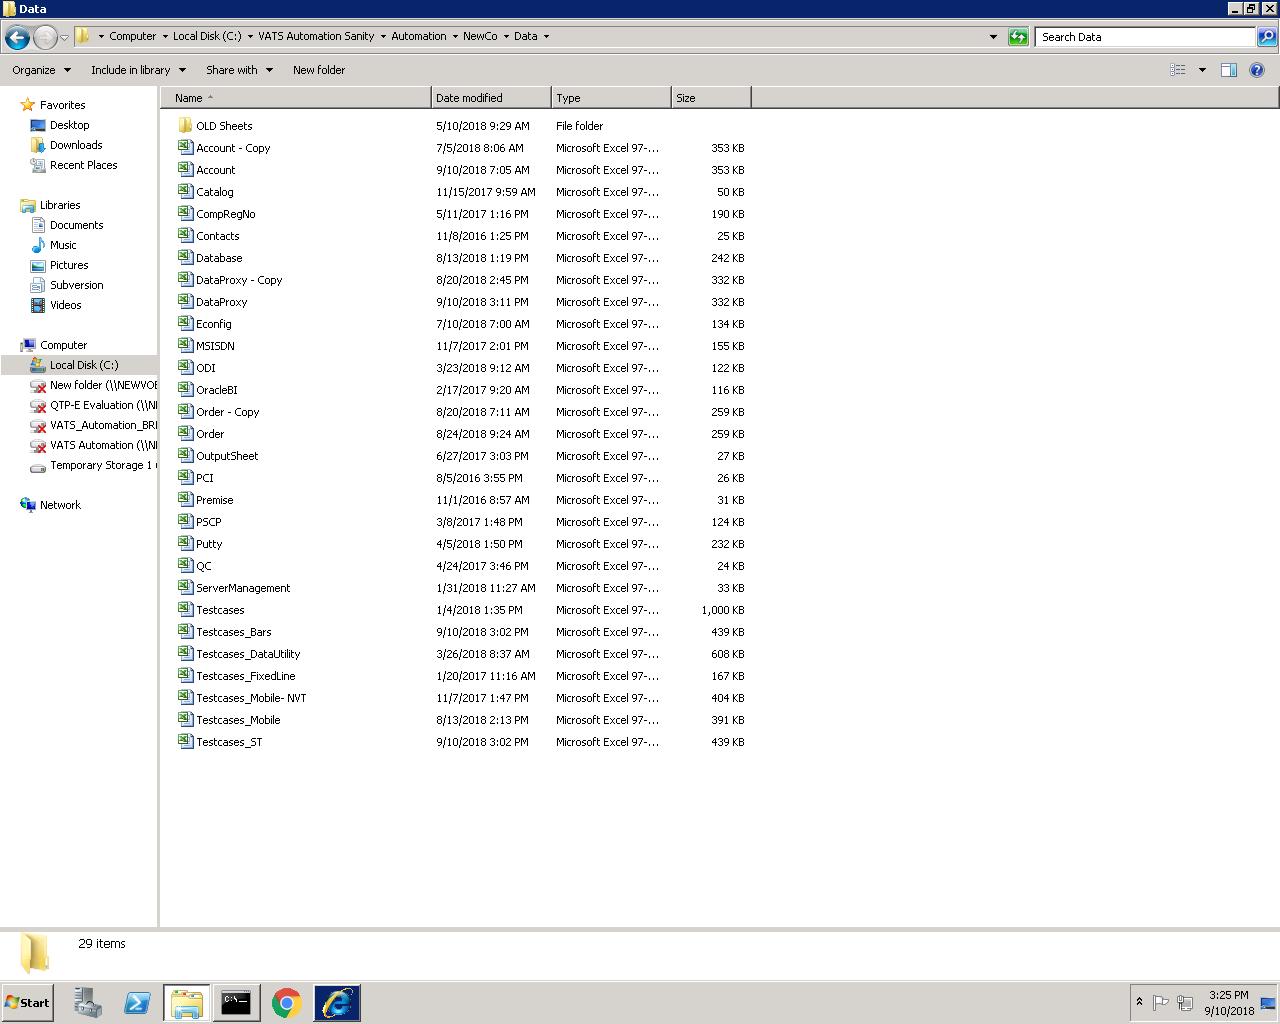 Data
Computer Local Disk (C:) VATS Automation Sanity Automation NewCo Data
Search Data
Organize Include in library Share with New folder
Favorites
Desktop
Downloads
Recent Places
Libraries
Documents
Music
Pictures
Subversion
Videos
Computer
Local Disk (C:)
New folder (\\NEWVOE
QTP-E Evaluation (\\NI
VATS_Automation_BRI
VATS Automation (\\NI
Temporary Storage 1
Network
Name Date modified Type Size
OLD Sheets 5/10/2018 9:29 AM File folder
Account - Copy 7/5/2018 8:06 AM Microsoft Excel 97-... 353 KB
Account 9/10/2018 7:05 AM Microsoft Excel 97-... 353 KB
Catalog 11/15/2017 9:59 AM Microsoft Excel 97-... 50 KB
CompRegNo 5/11/2017 1:16 PM Microsoft Excel 97-... 190 KB
Contacts 11/8/2016 1:25 PM Microsoft Excel 97-... 25 KB
Database 8/13/2018 1:19 PM Microsoft Excel 97-... 242 KB
DataProxy - Copy 8/20/2018 2:45 PM Microsoft Excel 97-... 332 KB
DataProxy 9/10/2018 3:11 PM Microsoft Excel 97-... 332 KB
Econfig 7/10/2018 7:00 AM Microsoft Excel 97-... 134 KB
MSISDN 11/7/2017 2:01 PM Microsoft Excel 97-... 155 KB
ODI 3/23/2018 9:12 AM Microsoft Excel 97-... 122 KB
OracleBI 2/17/2017 9:20 AM Microsoft Excel 97-... 116 KB
Order - Copy 8/20/2018 7:11 AM Microsoft Excel 97-... 259 KB
Order 8/24/2018 9:24 AM Microsoft Excel 97-... 259 KB
OutputSheet 6/27/2017 3:03 PM Microsoft Excel 97-... 27 KB
PCI 8/5/2016 3:55 PM Microsoft Excel 97-... 26 KB
Premise 11/1/2016 8:57 AM Microsoft Excel 97-... 31 KB
PSCP 3/8/2017 1:48 PM Microsoft Excel 97-... 124 KB
Putty 4/5/2018 1:50 PM Microsoft Excel 97-... 232 KB
QC 4/24/2017 3:46 PM Microsoft Excel 97-... 24 KB
ServerManagement 1/31/2018 11:27 AM Microsoft Excel 97-... 33 KB
Testcases 1/4/2018 1:35 PM Microsoft Excel 97-... 1,000 KB
Testcases_Bars 9/10/2018 3:02 PM Microsoft Excel 97-... 439 KB
Testcases_DataUtility 3/26/2018 8:37 AM Microsoft Excel 97-... 608 KB
Testcases_FixedLine 1/20/2017 11:16 AM Microsoft Excel 97-... 167 KB
Testcases_Mobile- NVT 11/7/2017 1:47 PM Microsoft Excel 97-... 404 KB
Testcases_Mobile 8/13/2018 2:13 PM Microsoft Excel 97-... 391 KB
Testcases_ST 9/10/2018 3:02 PM Microsoft Excel 97-... 439 KB
29 items
Start
3:25 PM
9/10/2018